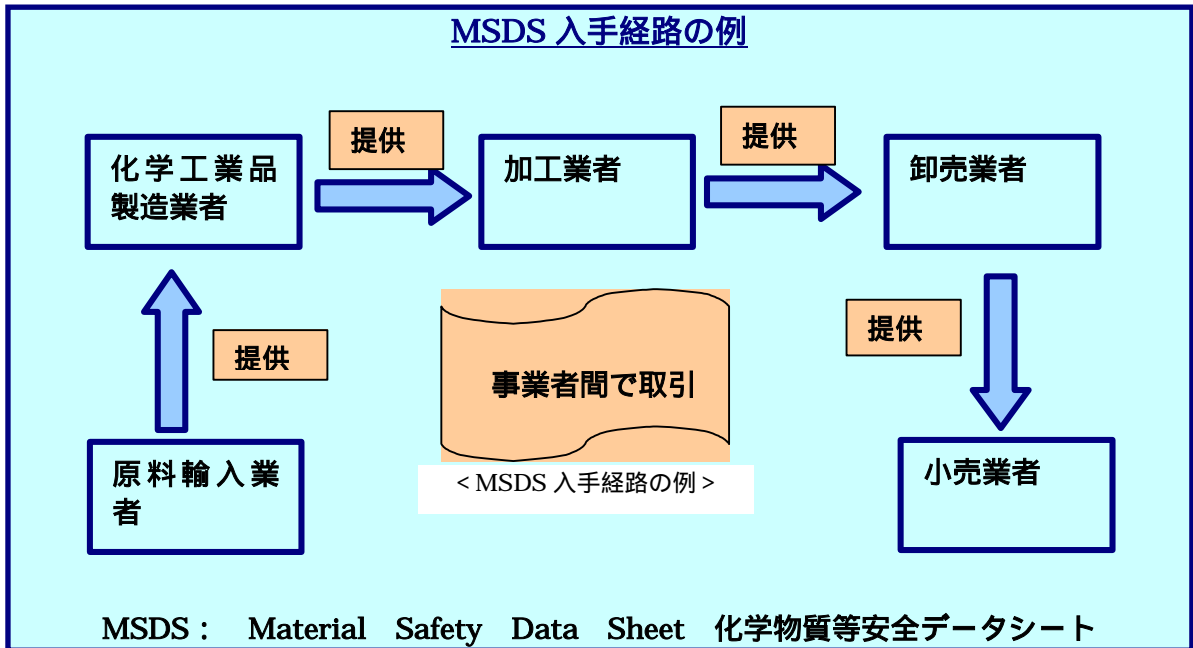 MSDS 入手経路の例
提供
提供
化学工業品
製造業者
加工業者
卸売業者
提供
提供
事業者間で取引
原料輸入業
者
<MSDS 入手経路の例>
小売業者
MSDS： Material Safety Data Sheet 化学物質等安全データシート